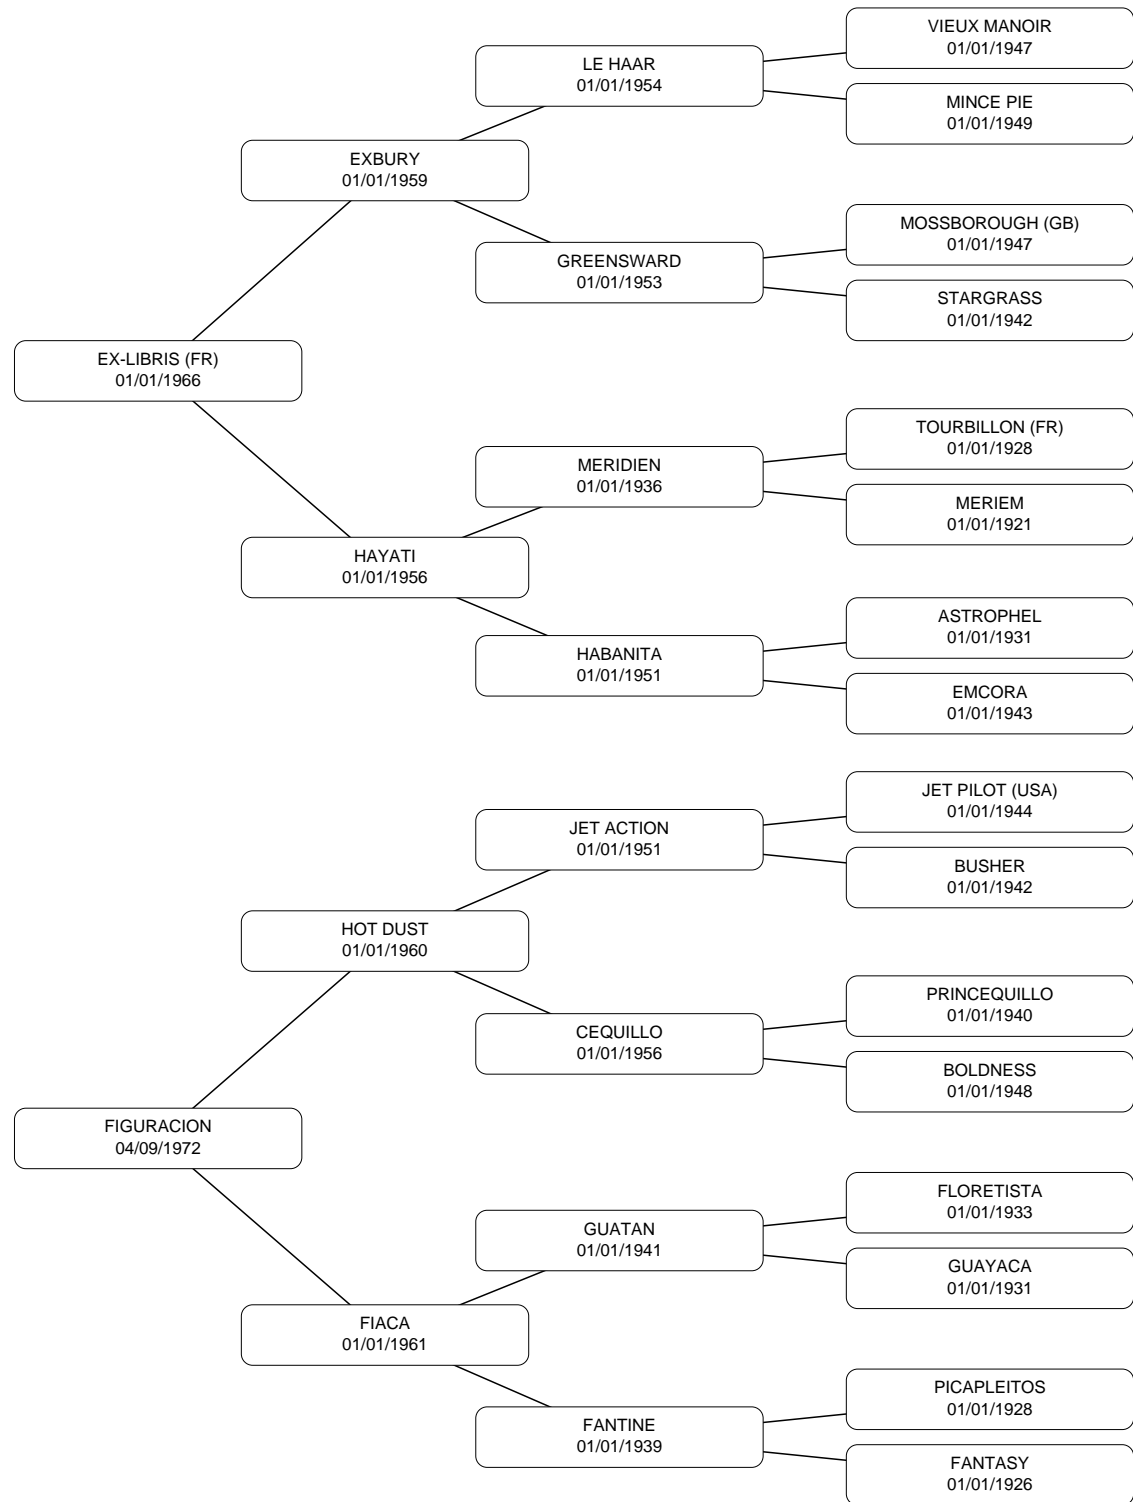 VIEUX MANOIR
01/01/1947
LE HAAR
01/01/1954
MINCE PIE
01/01/1949
EXBURY
01/01/1959
MOSSBOROUGH (GB)
01/01/1947
GREENSWARD
01/01/1953
STARGRASS
01/01/1942
EX-LIBRIS (FR)
01/01/1966
TOURBILLON (FR)
01/01/1928
MERIDIEN
01/01/1936
MERIEM
01/01/1921
HAYATI
01/01/1956
ASTROPHEL
01/01/1931
HABANITA
01/01/1951
EMCORA
01/01/1943
JET PILOT (USA)
01/01/1944
JET ACTION
01/01/1951
BUSHER
01/01/1942
HOT DUST
01/01/1960
PRINCEQUILLO
01/01/1940
CEQUILLO
01/01/1956
BOLDNESS
01/01/1948
FIGURACION
04/09/1972
FLORETISTA
01/01/1933
GUATAN
01/01/1941
GUAYACA
01/01/1931
FIACA
01/01/1961
PICAPLEITOS
01/01/1928
FANTINE
01/01/1939
FANTASY
01/01/1926